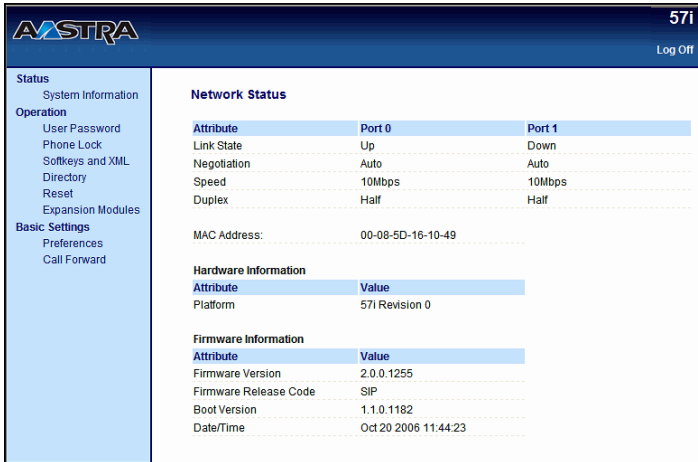 AASTRA
57i
Log Off
Status
System Information
Operation
User Password
Phone Lock
Softkeys and XML
Directory
Reset
Expansion Modules
Basic Settings
Preferences
Call Forward
Network Status
Attribute Port 0 Port 1
Link State Up Down
Negotiation Auto Auto
Speed 10Mbps 10Mbps
Duplex Half Half
MAC Address: 00-08-5D-16-10-49
Hardware Information
Attribute Value
Platform 57i Revision 0
Firmware Information
Attribute Value
Firmware Version 2.0.0.1255
Firmware Release Code SIP
Boot Version 1.1.0.1182
Date/Time Oct 20 2006 11:44:23